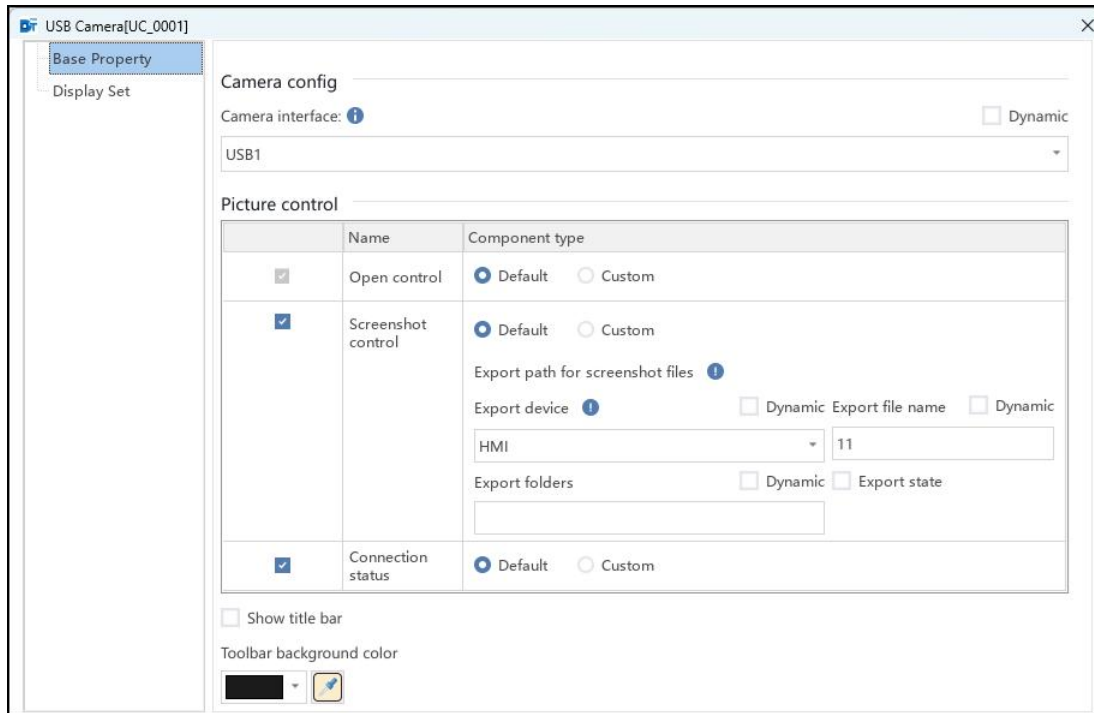 USB Camera[UC_0001]
Base Property
Display Set
Camera config
Camera interface:
Dynamic
USB1
Picture control
Name Component type
Open control Default Custom
Screenshot control Default Custom
Export path for screenshot files
Export device Dynamic Export file name Dynamic
HMI 11
Export folders Dynamic Export state
Connection status Default Custom
Show title bar
Toolbar background color